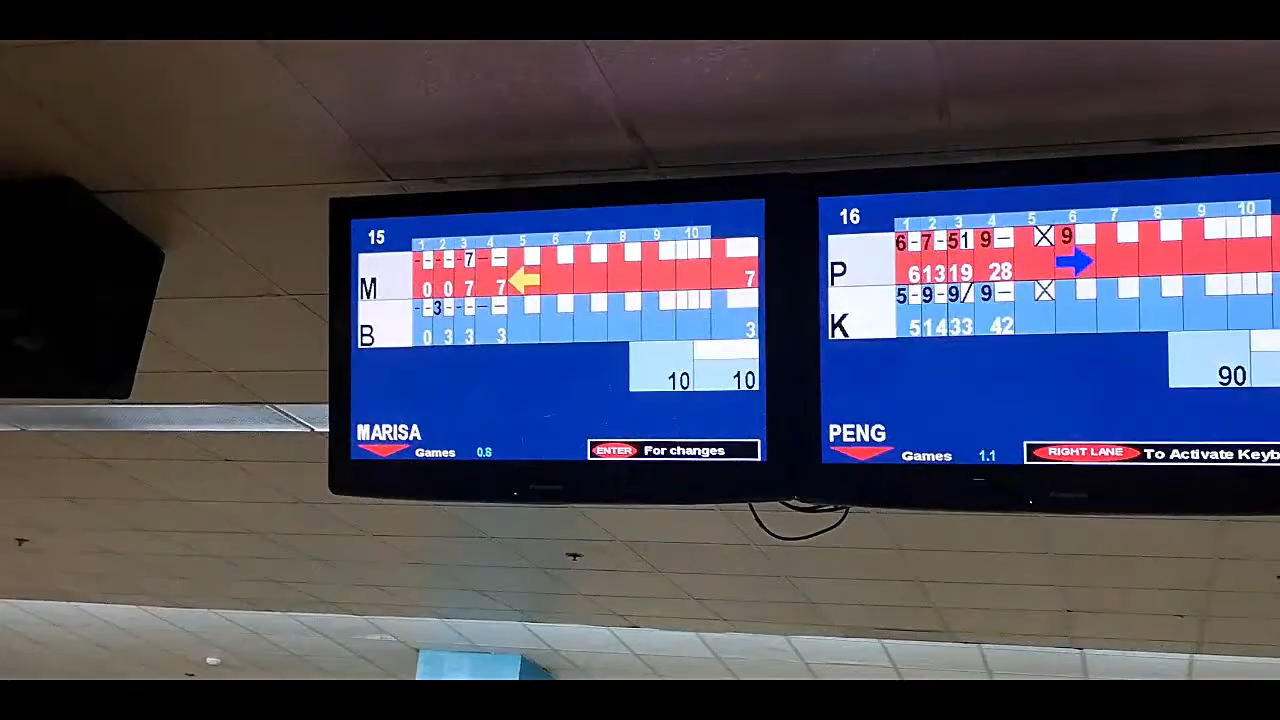 15
1 2 3 4 5 6 7 8 9 10
- - - - 7 - - -
M 0 0 7 7 7
- - 3 - - - - -
B 0 3 3 3 3
10 10
MARISA
Games 0.8
ENTER For changes
16
1 2 3 4 5 6 7 8 9 10
6 - 7 - 5 1 9 - X 9
P 6 13 19 28
5 - 9 - 9 / 9 - X
K 5 14 33 42
90
PENG
Games 1.1
RIGHT LANE To Activate Keyb